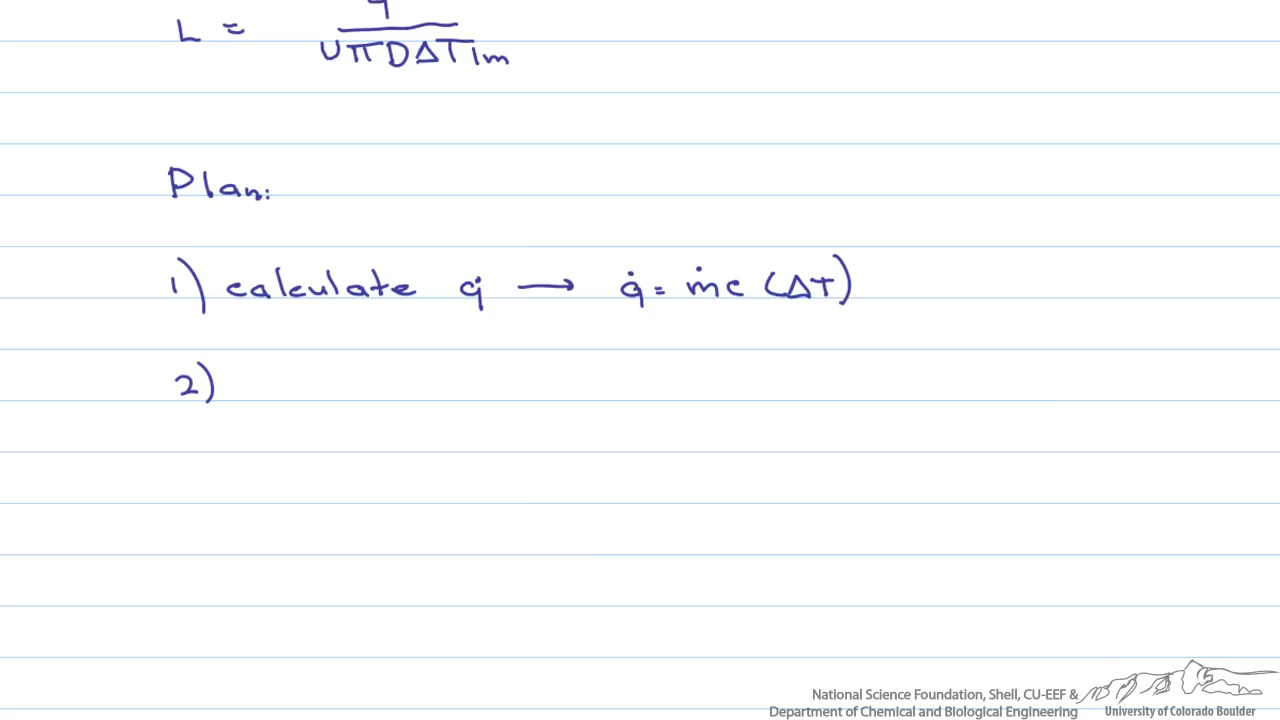 L = q / UπDΔTlm
Plan:
1) calculate q̇ → q̇ = ṁc (ΔT)
2)
National Science Foundation, Shell, CU-EEF &
Department of Chemical and Biological Engineering
University of Colorado Boulder